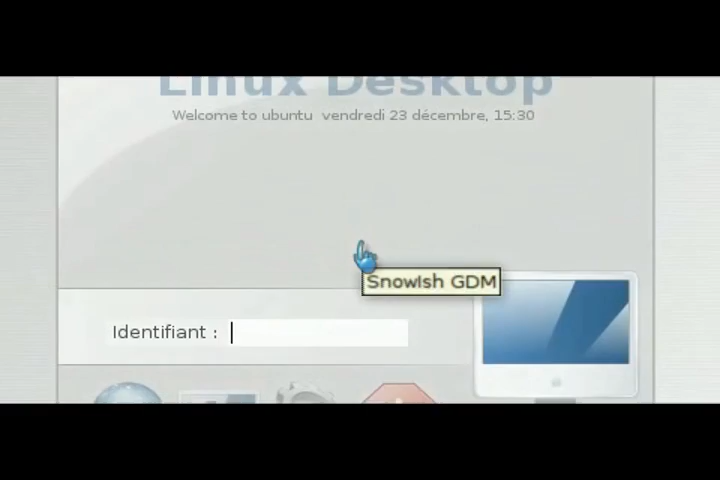 Linux Desktop
Welcome to ubuntu vendredi 23 décembre, 15:30
Snowish GDM
Identifiant :